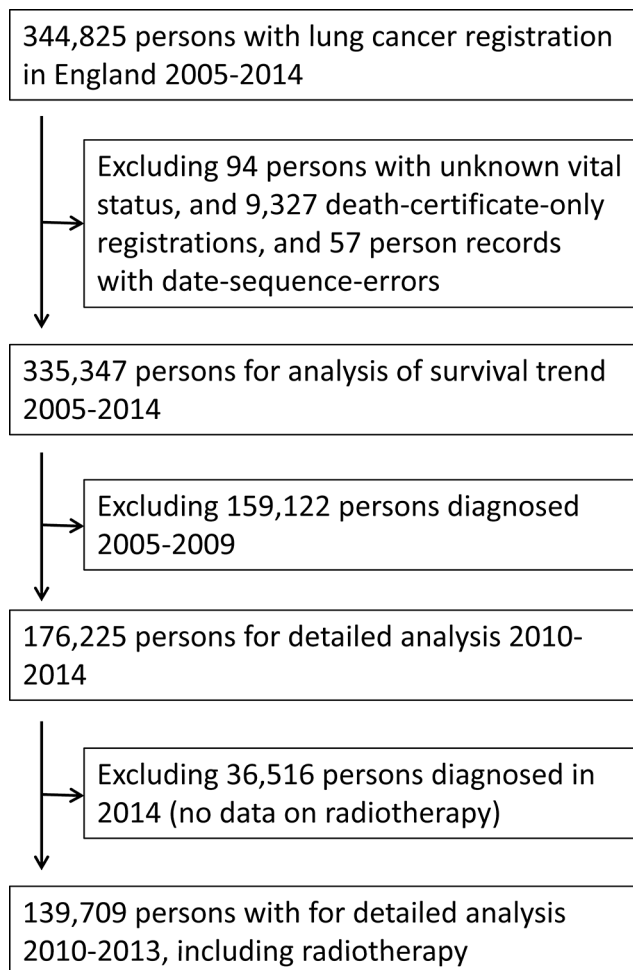 344,825 persons with lung cancer registration
in England 2005-2014
Excluding 94 persons with unknown vital
status, and 9,327 death-certificate-only
registrations, and 57 person records
with date-sequence-errors
335,347 persons for analysis of survival trend
2005-2014
Excluding 159,122 persons diagnosed
2005-2009
176,225 persons for detailed analysis 2010-
2014
Excluding 36,516 persons diagnosed in
2014 (no data on radiotherapy)
139,709 persons with for detailed analysis
2010-2013, including radiotherapy